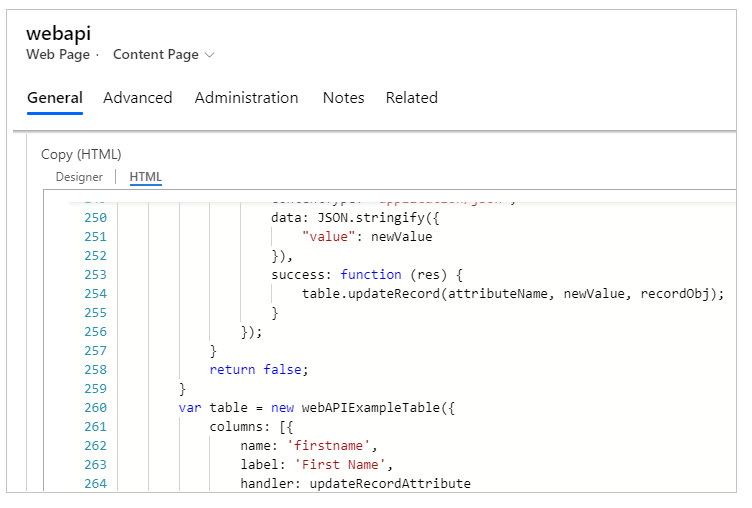 webapi
Web Page · Content Page
General Advanced Administration Notes Related
Copy (HTML)
Designer HTML
250 data: JSON.stringify({
251 "value": newValue
252 }),
253 success: function (res) {
254 table.updateRecord(attributeName, newValue, recordObj);
255 }
256 });
257 }
258 return false;
259 }
260 var table = new webAPIExampleTable({
261 columns: [{
262 name: 'firstname',
263 label: 'First Name',
264 handler: updateRecordAttribute